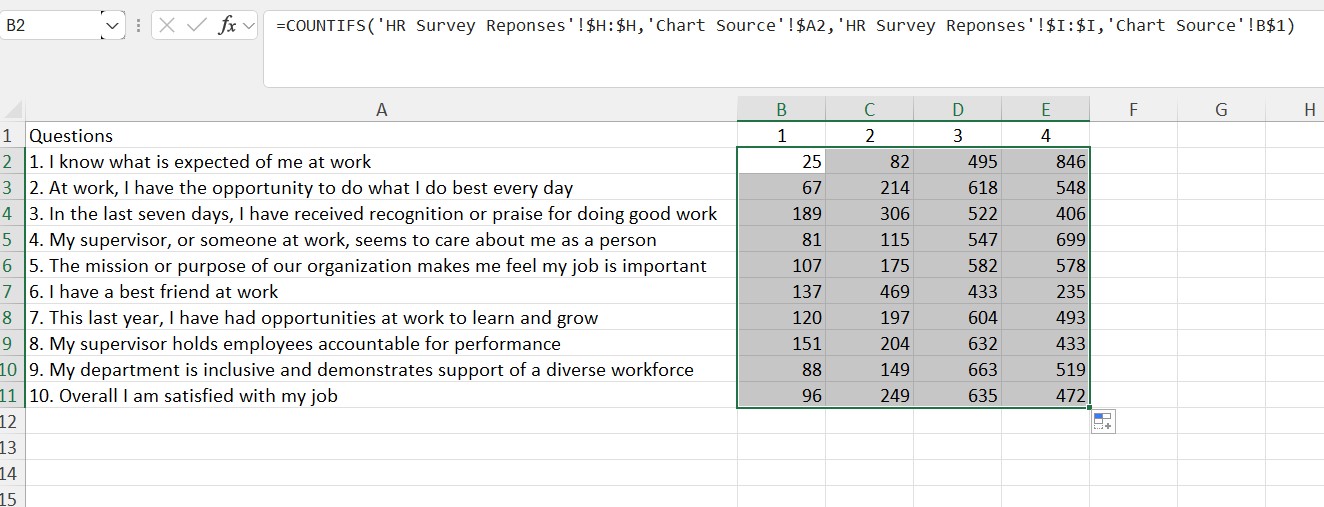 B2 fx =COUNTIFS('HR Survey Reponses'!$H:$H,'Chart Source'!$A2,'HR Survey Reponses'!$I:$I,'Chart Source'!B$1)
A B C D E F G H
1 Questions 1 2 3 4
2 1. I know what is expected of me at work 25 82 495 846
3 2. At work, I have the opportunity to do what I do best every day 67 214 618 548
4 3. In the last seven days, I have received recognition or praise for doing good work 189 306 522 406
5 4. My supervisor, or someone at work, seems to care about me as a person 81 115 547 699
6 5. The mission or purpose of our organization makes me feel my job is important 107 175 582 578
7 6. I have a best friend at work 137 469 433 235
8 7. This last year, I have had opportunities at work to learn and grow 120 197 604 493
9 8. My supervisor holds employees accountable for performance 151 204 632 433
10 9. My department is inclusive and demonstrates support of a diverse workforce 88 149 663 519
11 10. Overall I am satisfied with my job 96 249 635 472
12
13
14
15